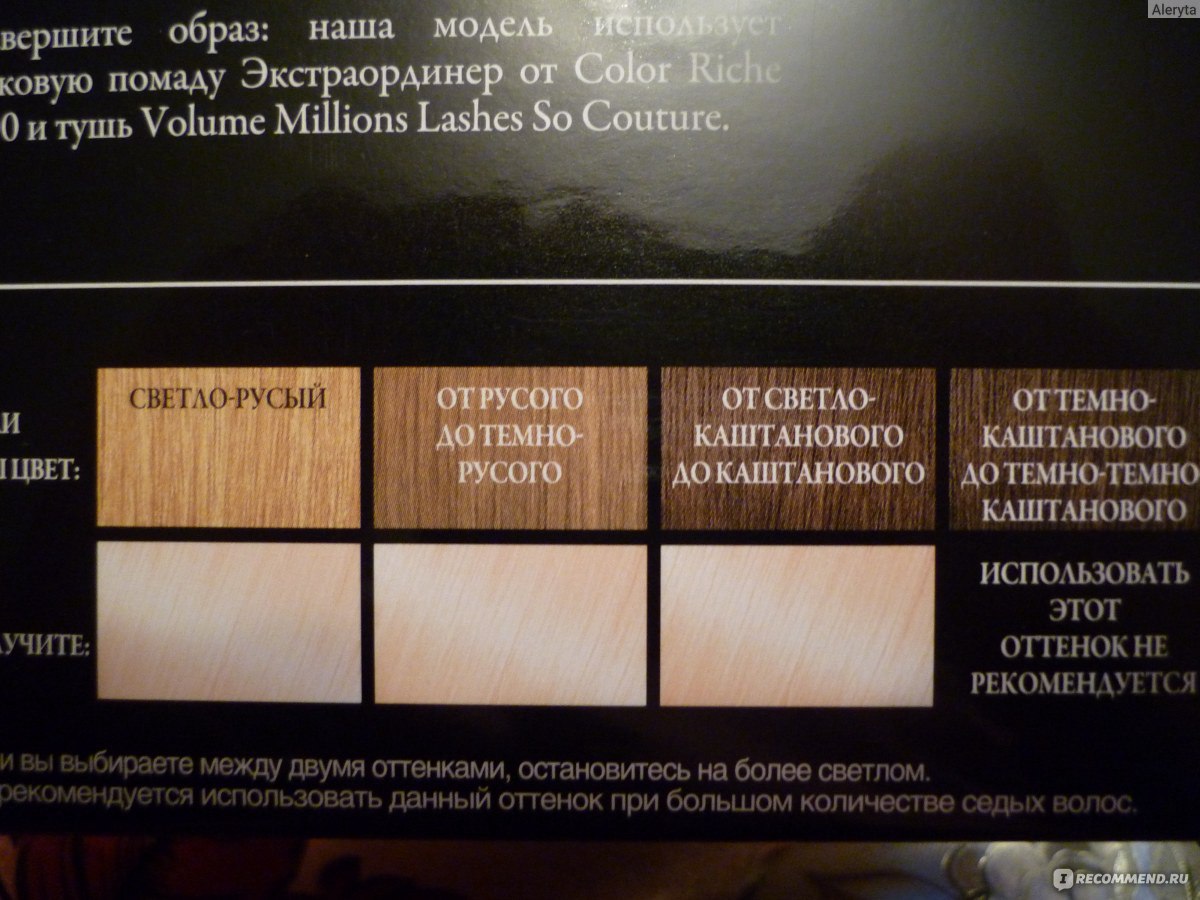 Aleryta
вершите образ: наша модель использует
ковую помаду Экстраординер от Color Riche
0 и тушь Volume Millions Lashes So Couture.
И
ЦВЕТ:
СВЕТЛО-РУСЫЙ
ОТ РУСОГО
ДО ТЕМНО-
РУСОГО
ОТ СВЕТЛО-
КАШТАНОВОГО
ДО КАШТАНОВОГО
ОТ ТЕМНО-
КАШТАНОВОГО
ДО ТЕМНО-ТЕМНО
КАШТАНОВОГО
УЧИТЕ:
ИСПОЛЬЗОВАТЬ
ЭТОТ
ОТТЕНОК НЕ
РЕКОМЕНДУЕТСЯ
и вы выбираете между двумя оттенками, остановитесь на более светлом.
рекомендуется использовать данный оттенок при большом количестве седых волос.
IRECOMMEND.RU